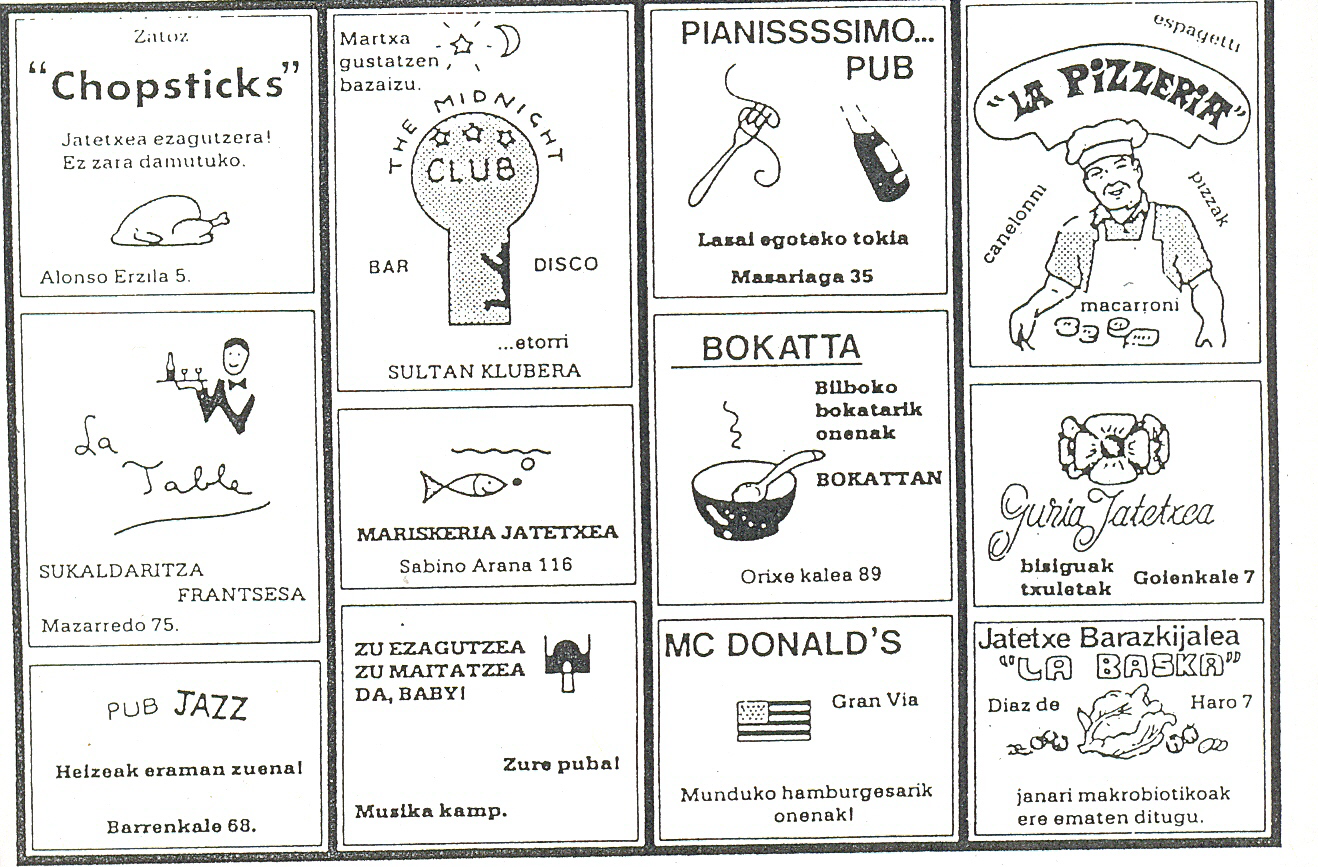 Zatoz
“Chopsticks”
Jatetxea ezagutzera!
Ez zara damutuko.
Alonso Erzila 5.
La
Table
SUKALDARITZA
FRANTSESA
Mazarredo 75.
PUB JAZZ
Heizeak eraman zuena!
Barrenkale 68.
Martxa
gustatzen
bazaizu.
THE MIDNIGHT
CLUB
BAR DISCO
...etorri
SULTAN KLUBERA
MARISKERIA JATETXEA
Sabino Arana 116
ZU EZAGUTZEA
ZU MAITATZEA
DA, BABY!
Zure puba!
Musika kamp.
PIANISSSSIMO...
PUB
Lasai egoteko tokia
Masariaga 35
BOKATTA
Bilboko
bokatarik
onenak
BOKATTAN
Orixe kalea 89
MC DONALD'S
Gran Via
Munduko hamburgesarik
onenak!
espagetti
“LA PiZZERiA”
canelonni
pizzak
macarroni
Guria Jatetxea
bisiguak
txuletak
Goienkale 7
Jatetxe Barazkijalea
“LA BASKA”
Diaz de Haro 7
janari makrobiotikoak
ere ematen ditugu.